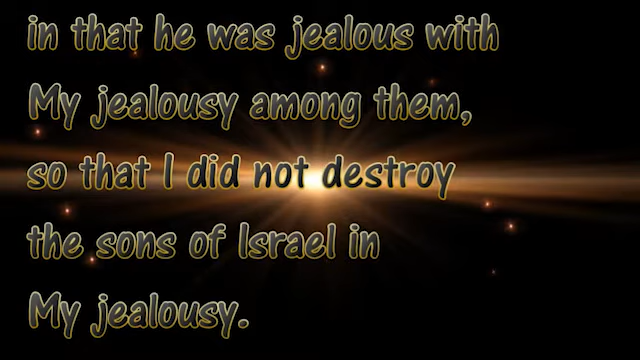 in that he was jealous with
My jealousy among them,
so that I did not destroy
the sons of Israel in
My jealousy.